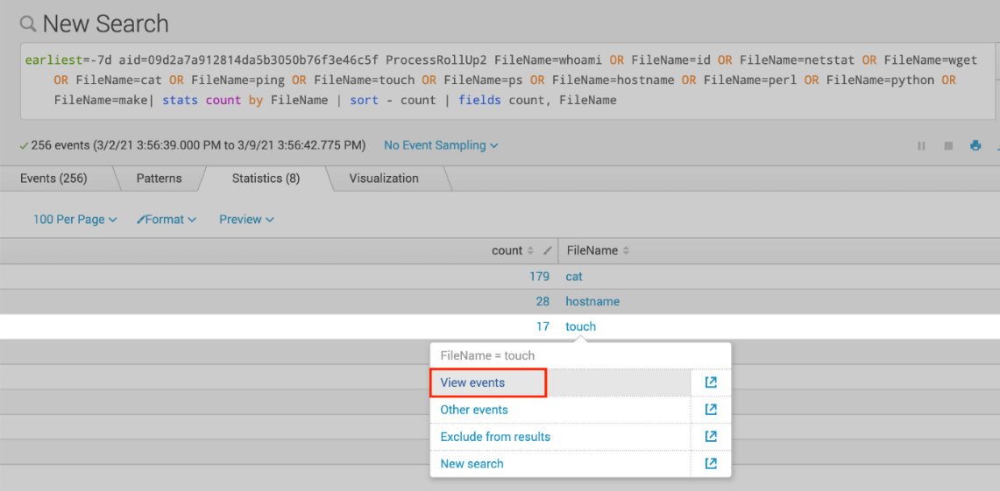 New Search
earliest=-7d aid=09d2a7a912814da5b3050b76f3e46c5f ProcessRollUp2 FileName=whoami OR FileName=id OR FileName=netstat OR FileName=wget
OR FileName=cat OR FileName=ping OR FileName=touch OR FileName=ps OR FileName=hostname OR FileName=perl OR FileName=python OR
FileName=make| stats count by FileName | sort - count | fields count, FileName
256 events (3/2/21 3:56:39.000 PM to 3/9/21 3:56:42.775 PM) No Event Sampling
Events (256) Patterns Statistics (8) Visualization
100 Per Page Format Preview
count FileName
179 cat
28 hostname
17 touch
FileName = touch
View events
Other events
Exclude from results
New search